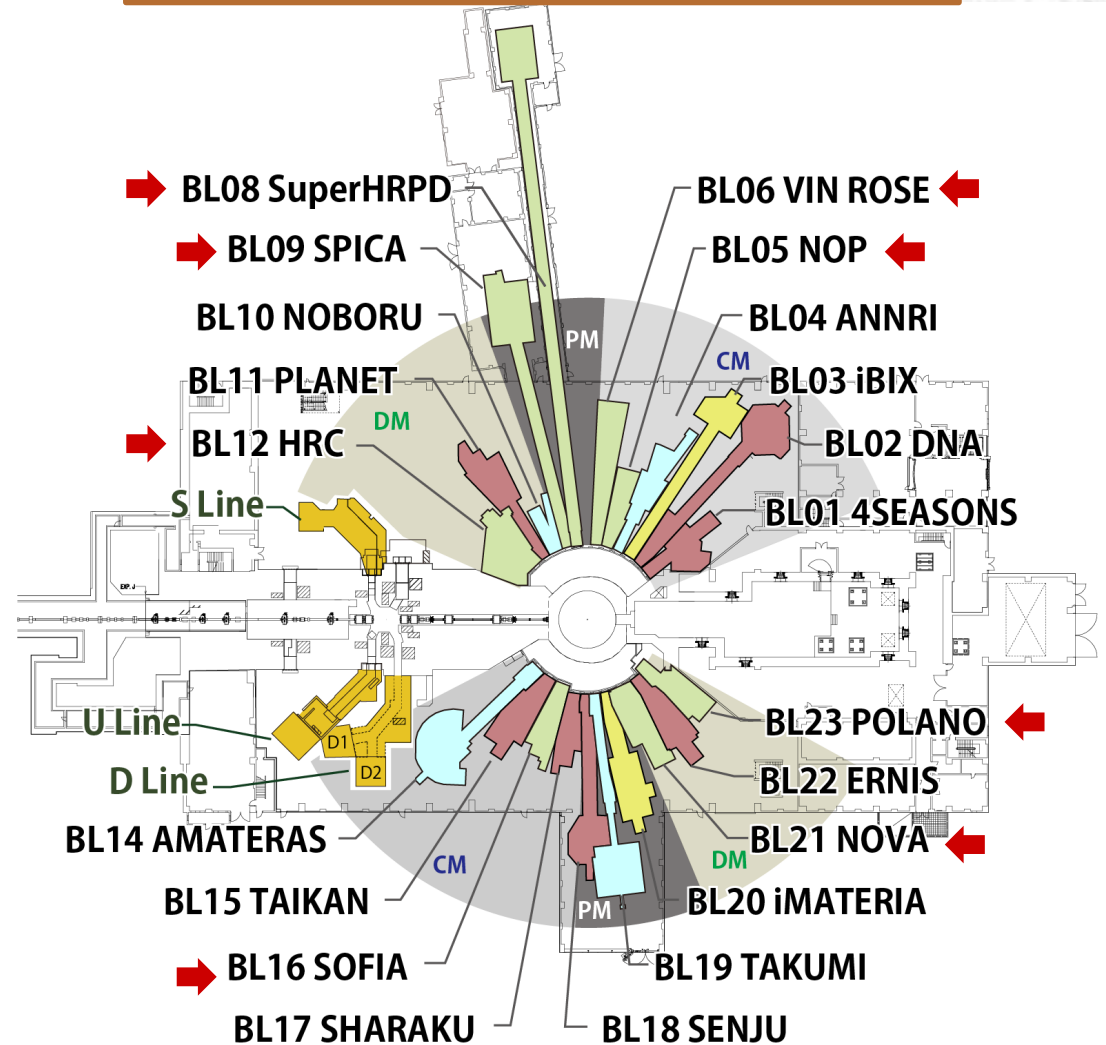 BL08 SuperHRPD
BL06 VIN ROSE
BL09 SPICA
BL05 NOP
BL10 NOBORU
PM
BL04 ANNRI
CM
BL11 PLANET
BL03 iBIX
DM
BL12 HRC
BL02 DNA
S Line
BL01 4SEASONS
EXP. J
U Line
D1
BL23 POLANO
D Line
D2
BL22 ERNIS
BL14 AMATERAS
BL21 NOVA
CM
DM
BL15 TAIKAN
PM
BL20 iMATERIA
BL16 SOFIA
BL19 TAKUMI
BL17 SHARAKU
BL18 SENJU